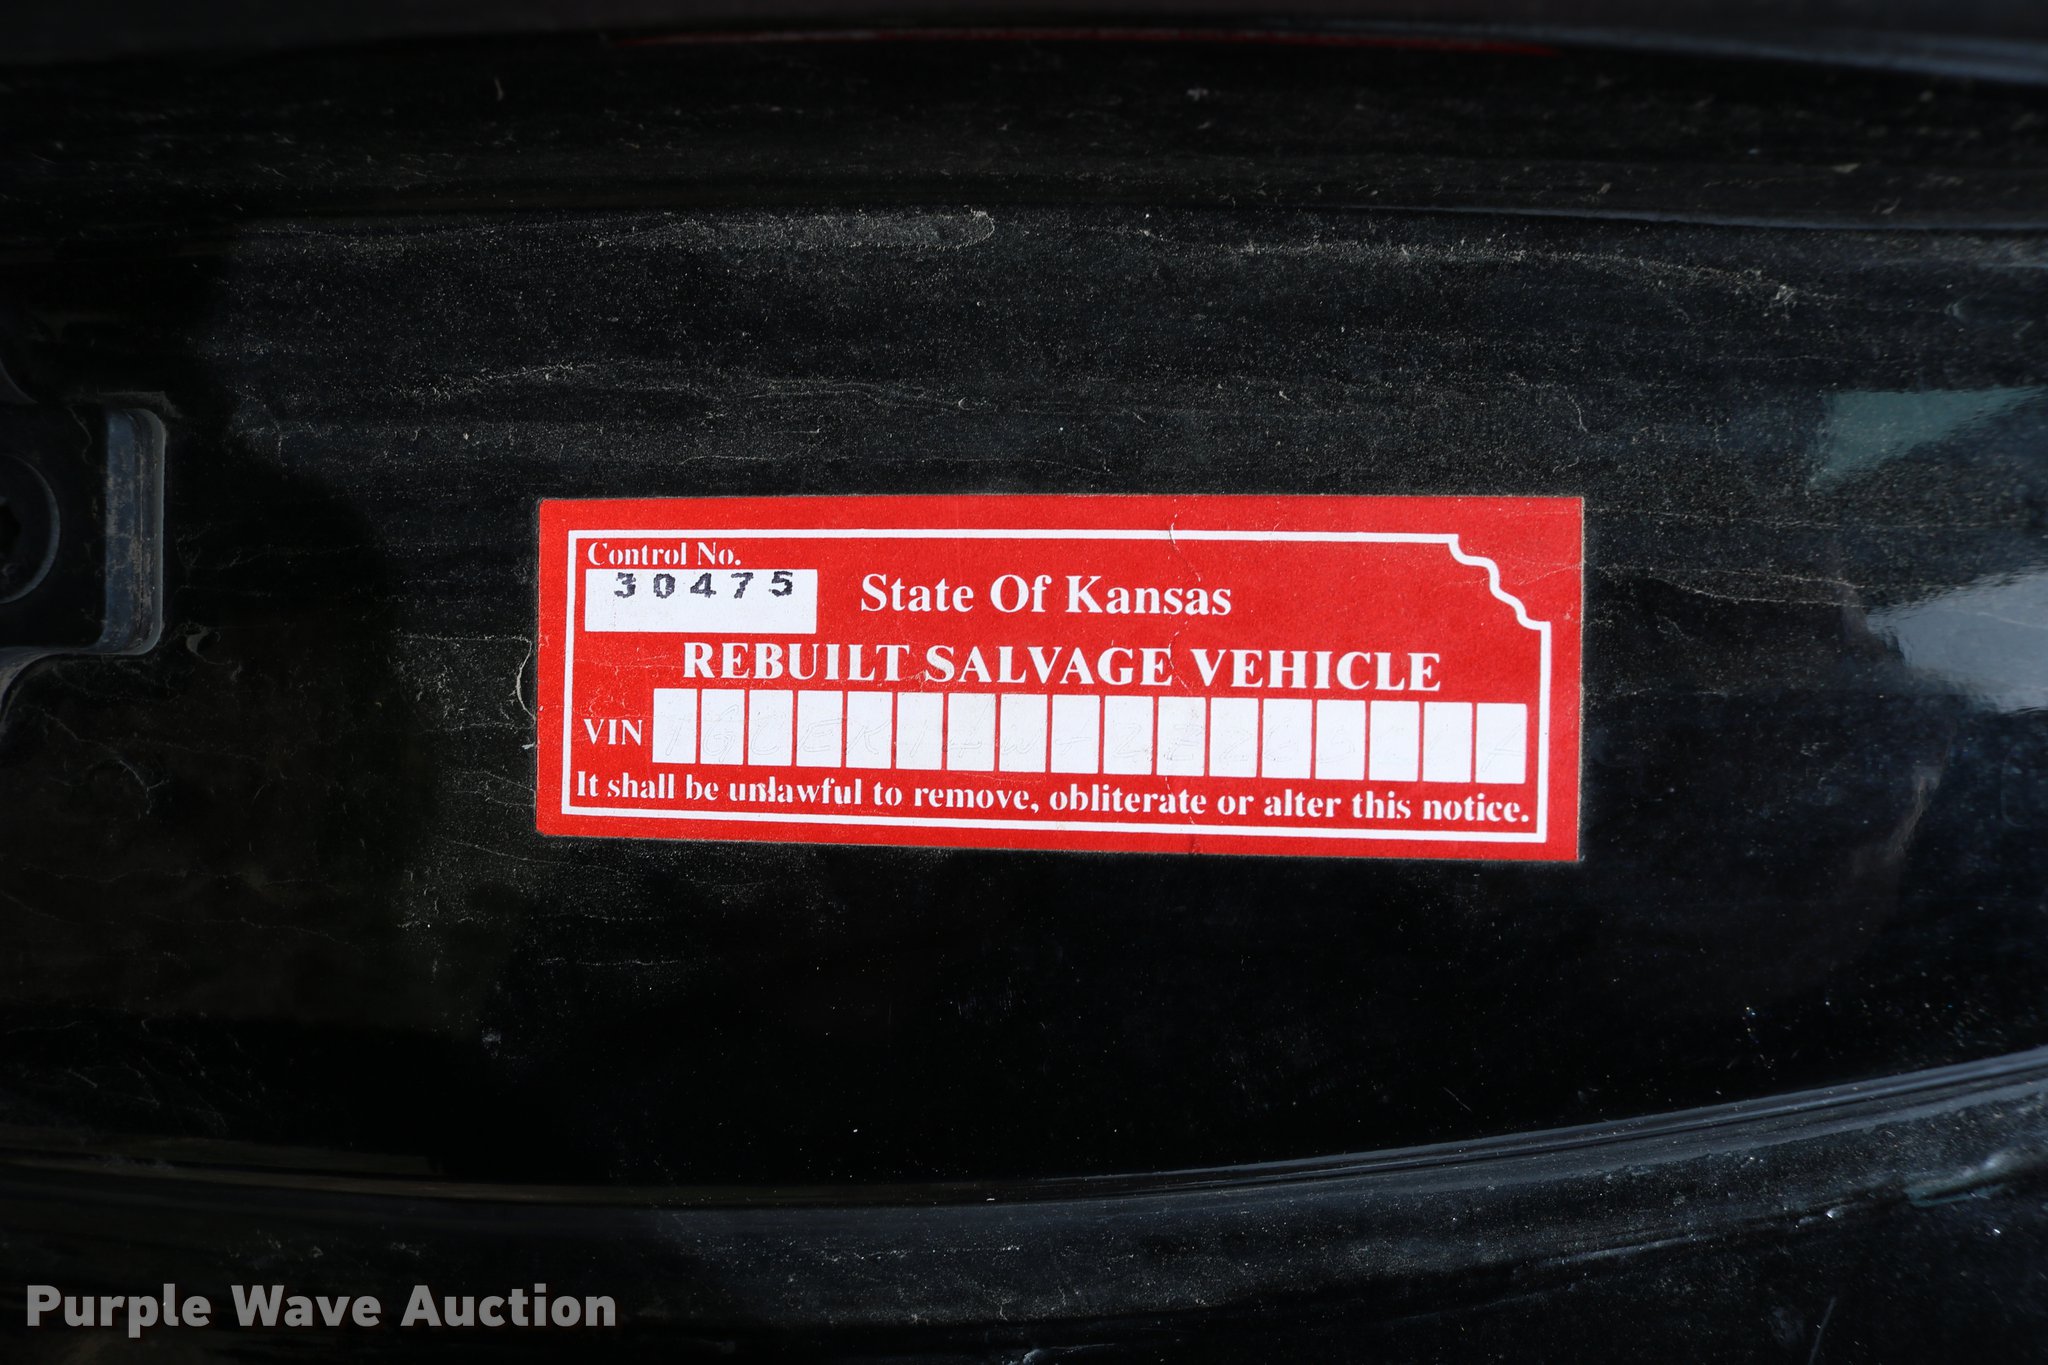 Control No.
30475
State Of Kansas
REBUILT SALVAGE VEHICLE
VIN
It shall be unlawful to remove, obliterate or alter this notice.
Purple Wave Auction